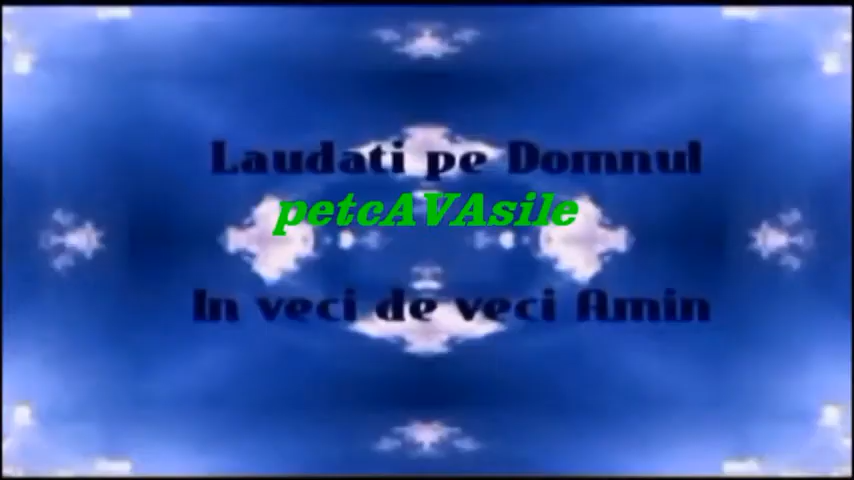 Laudati pe Domnul
petcAVAsile
In veci de veci Amin